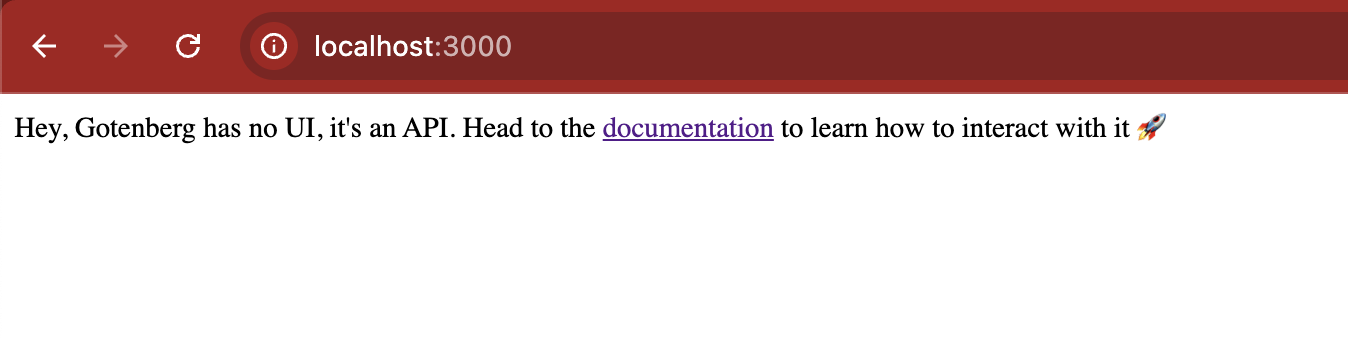 localhost:3000
Hey, Gotenberg has no UI, it's an API. Head to the documentation to learn how to interact with it 🚀